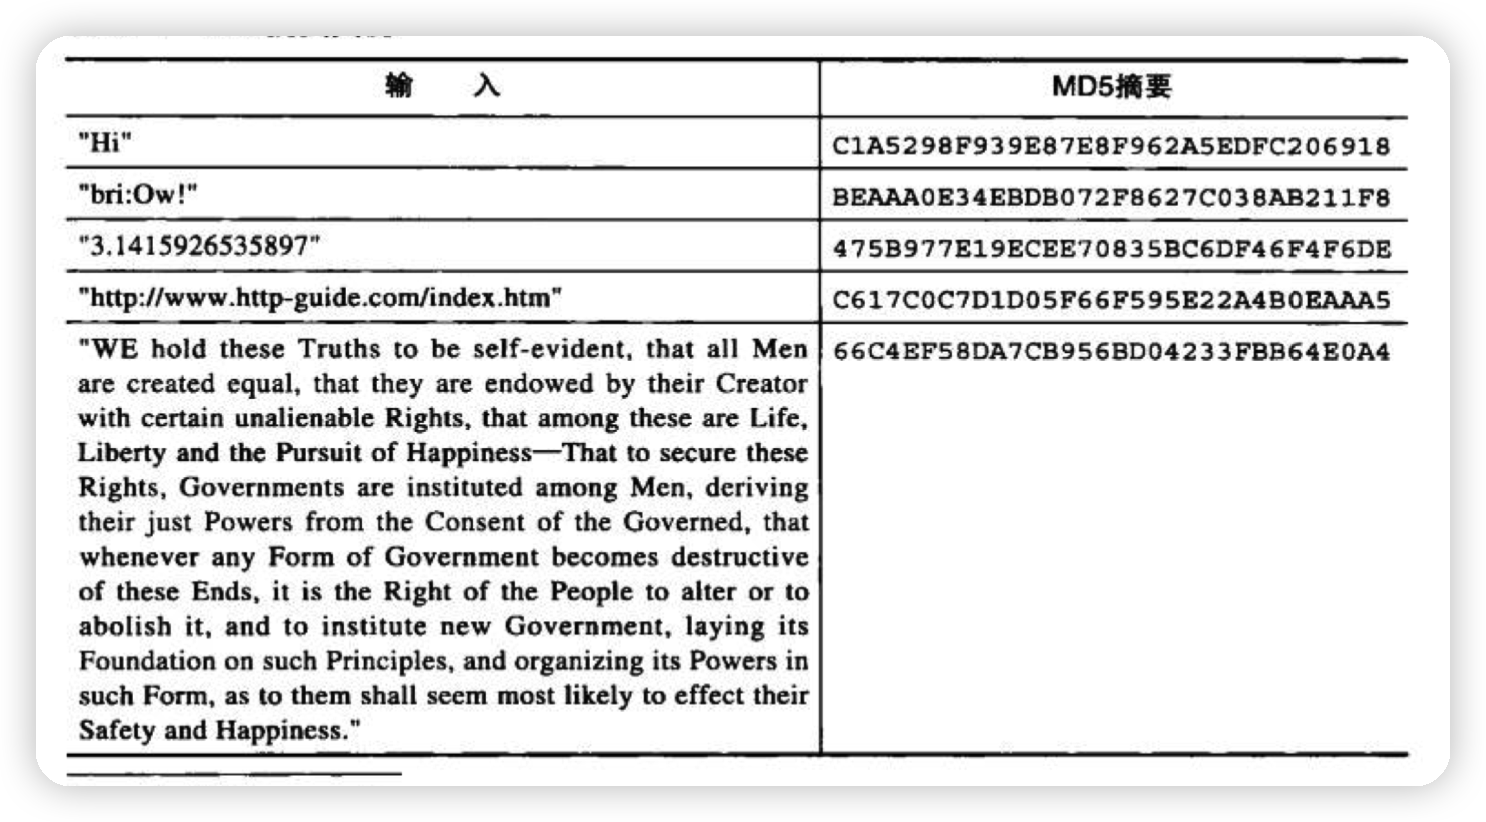 输 入 MD5摘要
"Hi" C1A5298F939E87E8F962A5EDFC206918
"bri:Ow!" BEAAA0E34EBDB072F8627C038AB211F8
"3.1415926535897" 475B977E19ECEE70835BC6DF46F4F6DE
"http://www.http-guide.com/index.htm" C617C0C7D1D05F66F595E22A4B0EAAA5
"WE hold these Truths to be self-evident, that all Men 66C4EF58DA7CB956BD04233FBB64E0A4
are created equal, that they are endowed by their Creator
with certain unalienable Rights, that among these are Life,
Liberty and the Pursuit of Happiness—That to secure these
Rights, Governments are instituted among Men, deriving
their just Powers from the Consent of the Governed, that
whenever any Form of Government becomes destructive
of these Ends, it is the Right of the People to alter or to
abolish it, and to institute new Government, laying its
Foundation on such Principles, and organizing its Powers in
such Form, as to them shall seem most likely to effect their
Safety and Happiness."